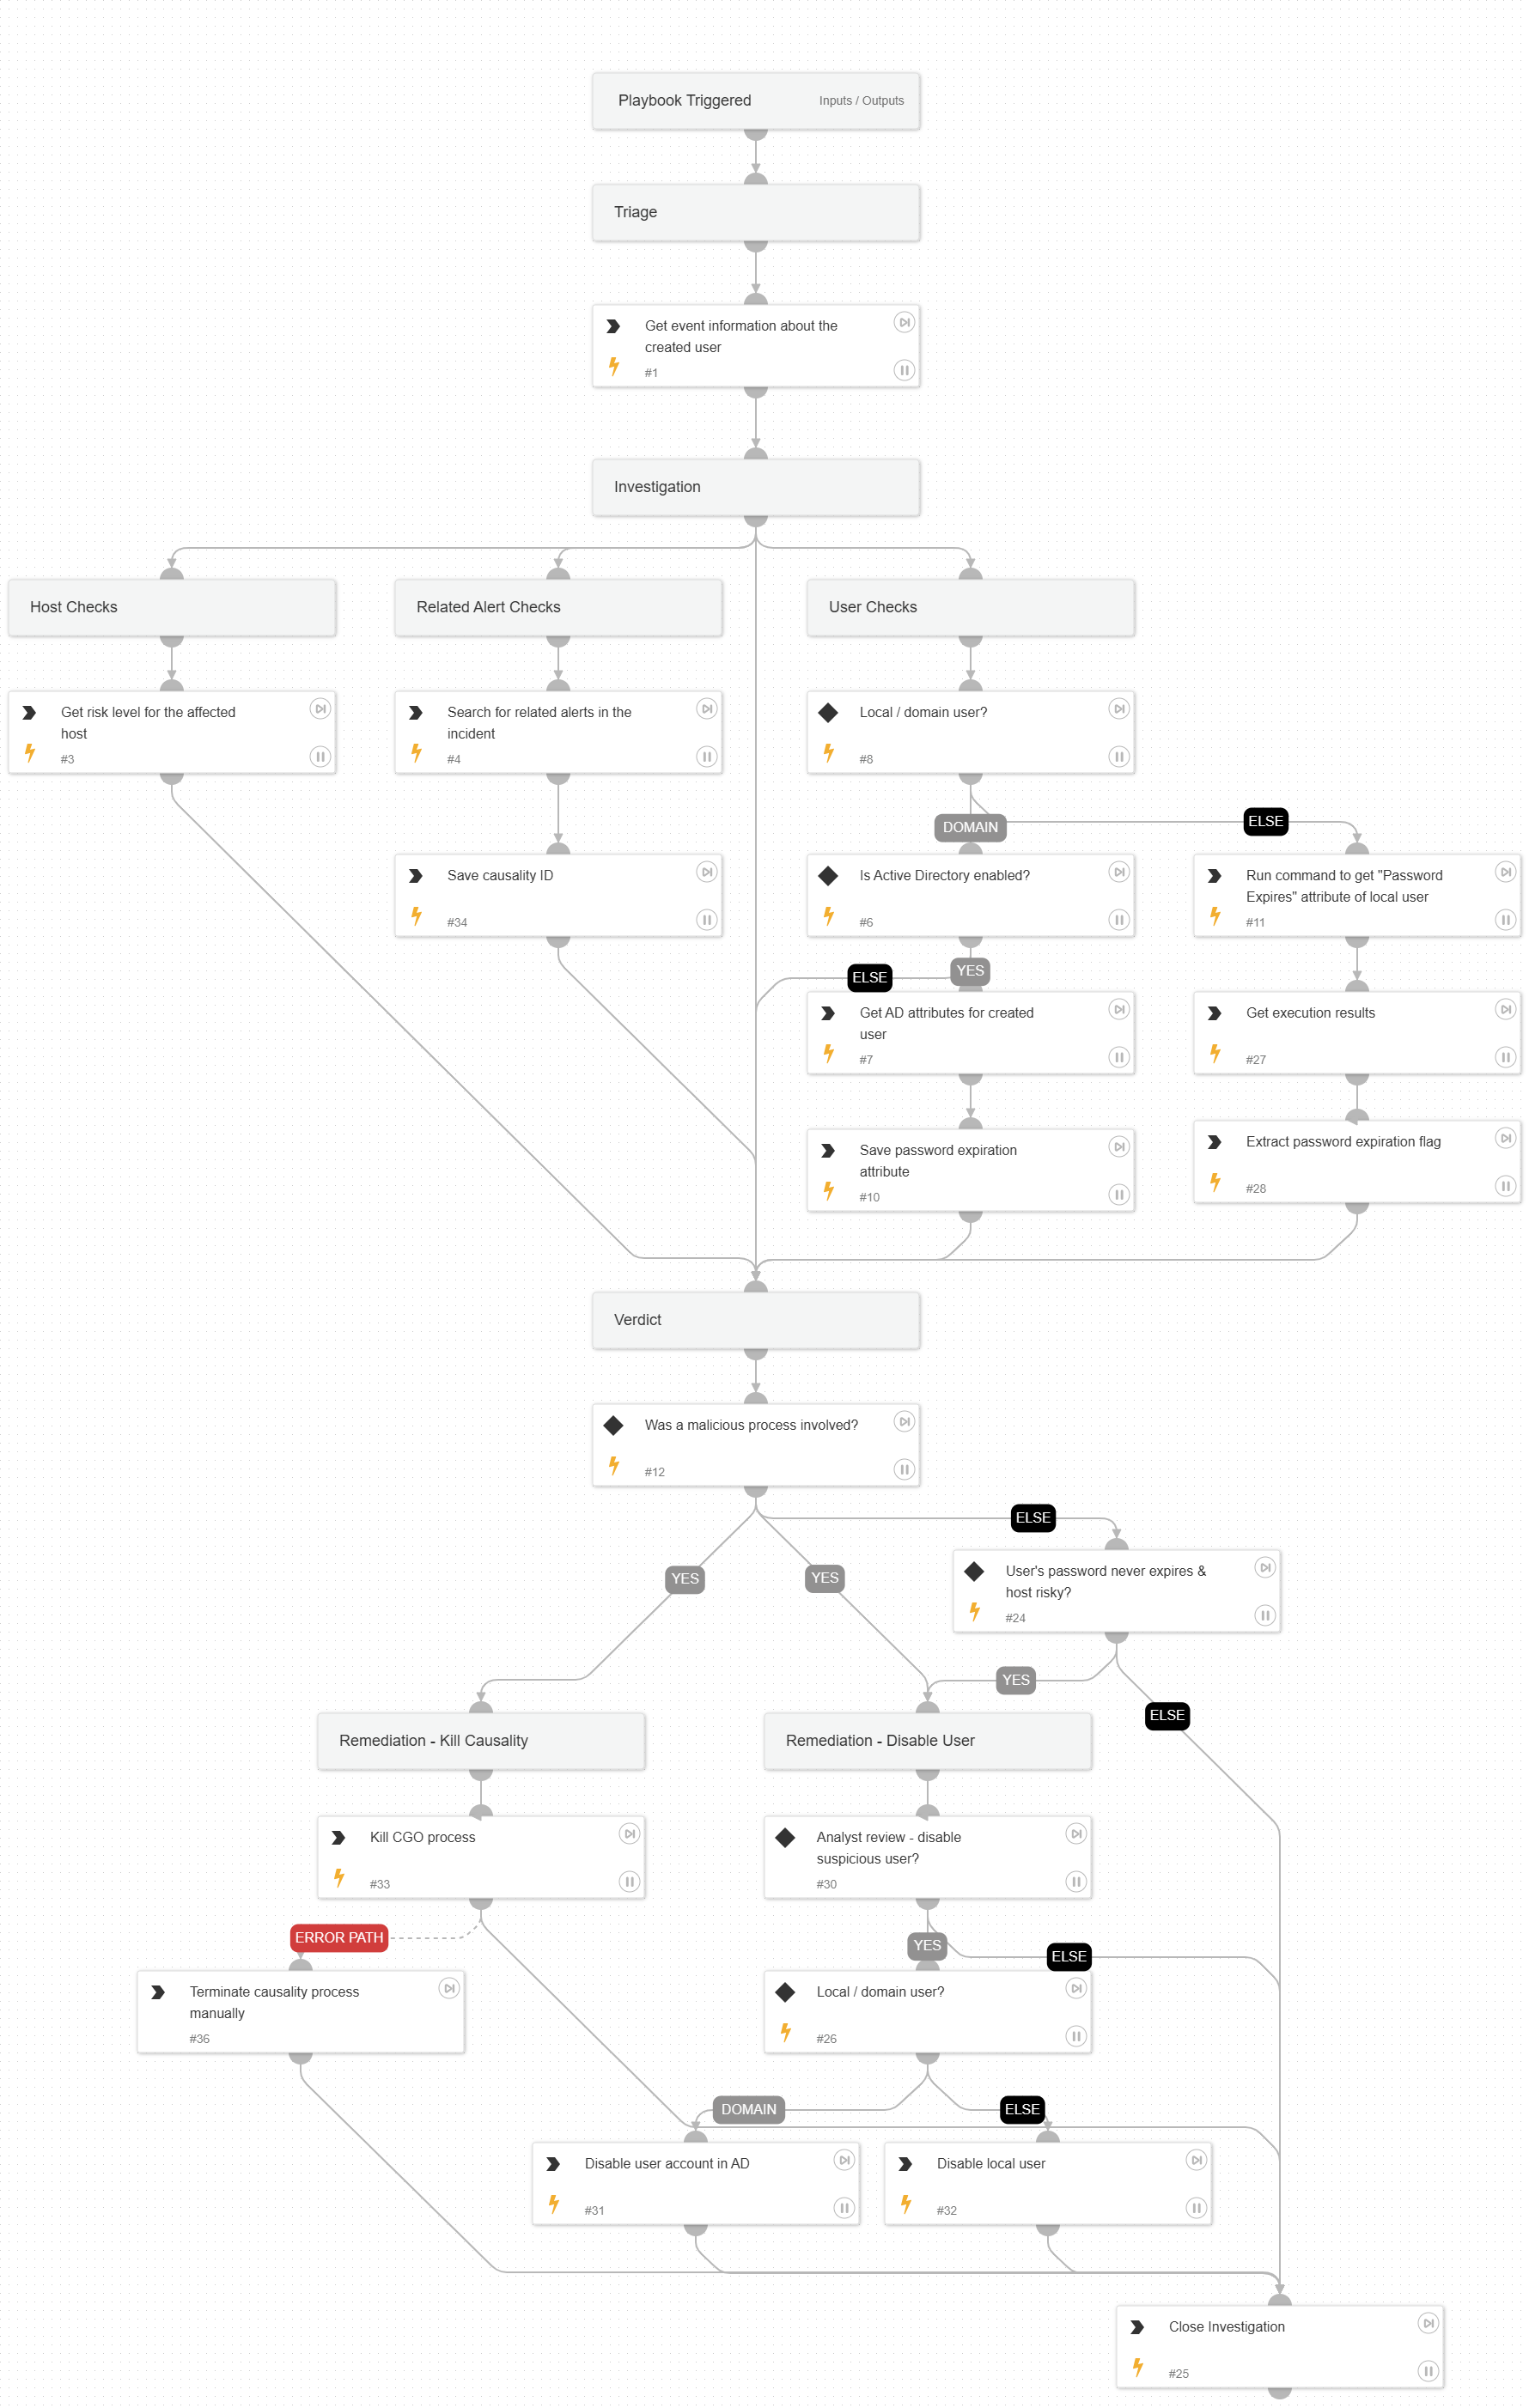 Playbook Triggered
Inputs / Outputs
Triage
Get event information about the
created user
#1
Investigation
Host Checks
Related Alert Checks
User Checks
Get risk level for the affected
host
#3
Search for related alerts in the
incident
#4
Local / domain user?
#8
DOMAIN
ELSE
Save causality ID
#34
Is Active Directory enabled?
#6
Run command to get "Password
Expires" attribute of local user
#11
ELSE
YES
Get AD attributes for created
user
#7
Get execution results
#27
Save password expiration
attribute
#10
Extract password expiration flag
#28
Verdict
Was a malicious process involved?
#12
ELSE
YES
YES
User's password never expires &
host risky?
#24
YES
ELSE
Remediation - Kill Causality
Remediation - Disable User
Kill CGO process
#33
Analyst review - disable
suspicious user?
#30
ERROR PATH
YES
ELSE
Terminate causality process
manually
#36
Local / domain user?
#26
DOMAIN
ELSE
Disable user account in AD
#31
Disable local user
#32
Close Investigation
#25